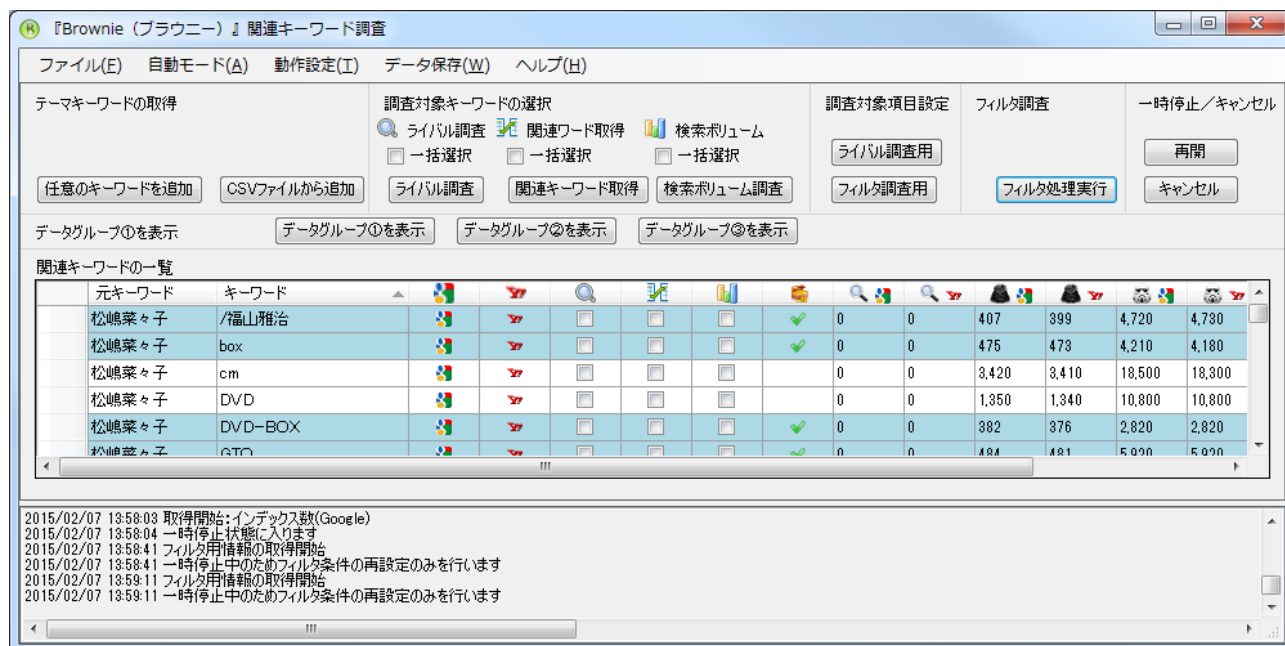 『Brownie（ブラウニー）』関連キーワード調査
ファイル(F) 自動モード(A) 動作設定(T) データ保存(W) ヘルプ(H)
テーマキーワードの取得 調査対象キーワードの選択 調査対象項目設定 フィルタ調査 一時停止／キャンセル
ライバル調査 関連ワード取得 検索ボリューム
一括選択 一括選択 一括選択 ライバル調査用 再開
任意のキーワードを追加 CSVファイルから追加 ライバル調査 関連キーワード取得 検索ボリューム調査 フィルタ調査用 フィルタ処理実行 キャンセル
データグループ①を表示 データグループ①を表示 データグループ②を表示 データグループ③を表示
関連キーワードの一覧
元キーワード キーワード
松嶋菜々子 /福山雅治 0 0 407 399 4,720 4,730
松嶋菜々子 box 0 0 475 473 4,210 4,180
松嶋菜々子 cm 0 0 3,420 3,410 18,500 18,300
松嶋菜々子 DVD 0 0 1,350 1,340 10,800 10,800
松嶋菜々子 DVD-BOX 0 0 382 376 2,820 2,820
松嶋菜々子 GTO 0 0 484 481 5,920 5,920
2015/02/07 13:58:03 取得開始:インデックス数(Google)
2015/02/07 13:58:04 一時停止状態に入ります
2015/02/07 13:58:41 フィルタ用情報の取得開始
2015/02/07 13:58:41 一時停止中のためフィルタ条件の再設定のみを行います
2015/02/07 13:59:11 フィルタ用情報の取得開始
2015/02/07 13:59:11 一時停止中のためフィルタ条件の再設定のみを行います